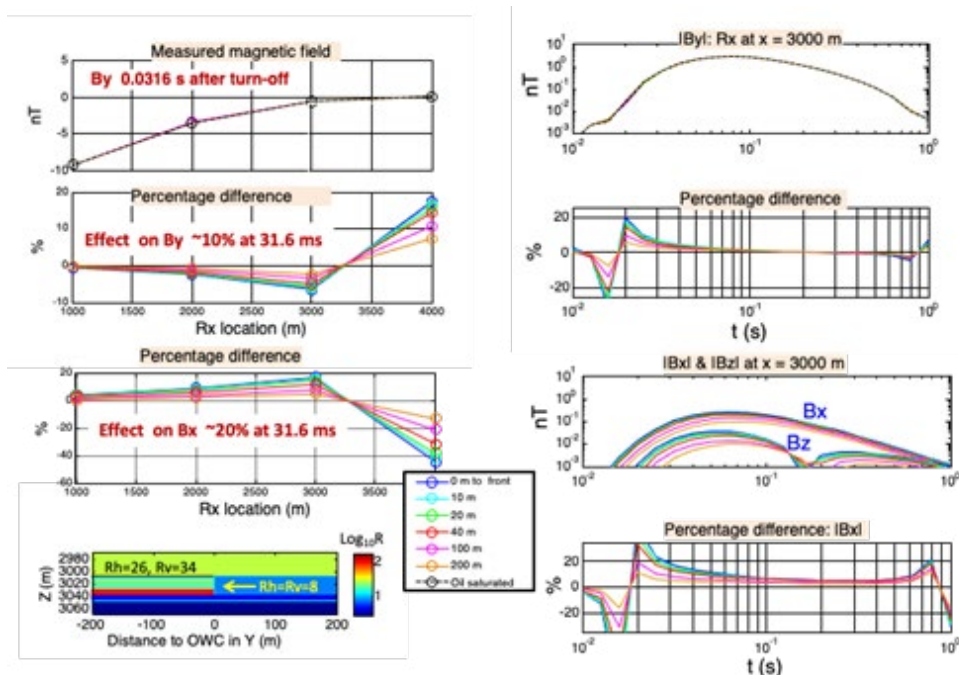 Measured magnetic field
By 0.0316 s after turn-off
5
0
-5
-10
nT
1000 2000 3000 4000
Percentage difference
20
10
0
-10
%
Effect on By ~10% at 31.6 ms
1000 1500 2000 2500 3000 3500 4000
Rx location (m)
Percentage difference
20
0
-20
-40
-60
%
Effect on Bx ~20% at 31.6 ms
1000 1500 2000 2500 3000 3500
Rx location (m)
0 m to front
10 m
20 m
40 m
100 m
200 m
Oil saturated
Log10R
2
1
2980
3000
3020
3040
3060
Z (m)
Rh=26, Rv=34
Rh=Rv=8
-200 -100 0 100 200
Distance to OWC in Y (m)
|By|: Rx at x = 3000 m
10^1
10^0
10^-1
10^-2
10^-3
nT
10^-2 10^-1 10^0
Percentage difference
20
0
-20
%
10^-2 10^-1 10^0
t (s)
|Bx| & |Bz| at x = 3000 m
10^1
10^0
10^-1
10^-2
10^-3
nT
Bx
Bz
10^-2 10^-1 10^0
Percentage difference: |Bx|
20
0
-20
%
10^-2 10^-1 10^0
t (s)